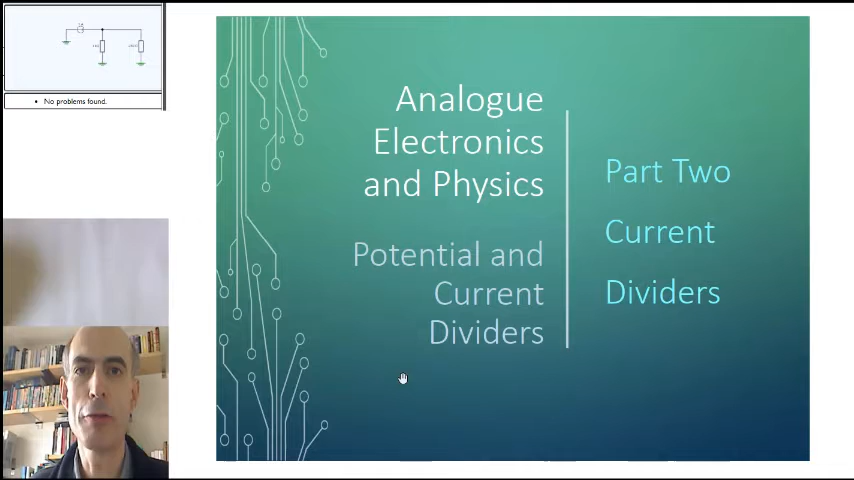 No problems found.
Analogue
Electronics
and Physics
Potential and
Current
Dividers
Part Two
Current
Dividers